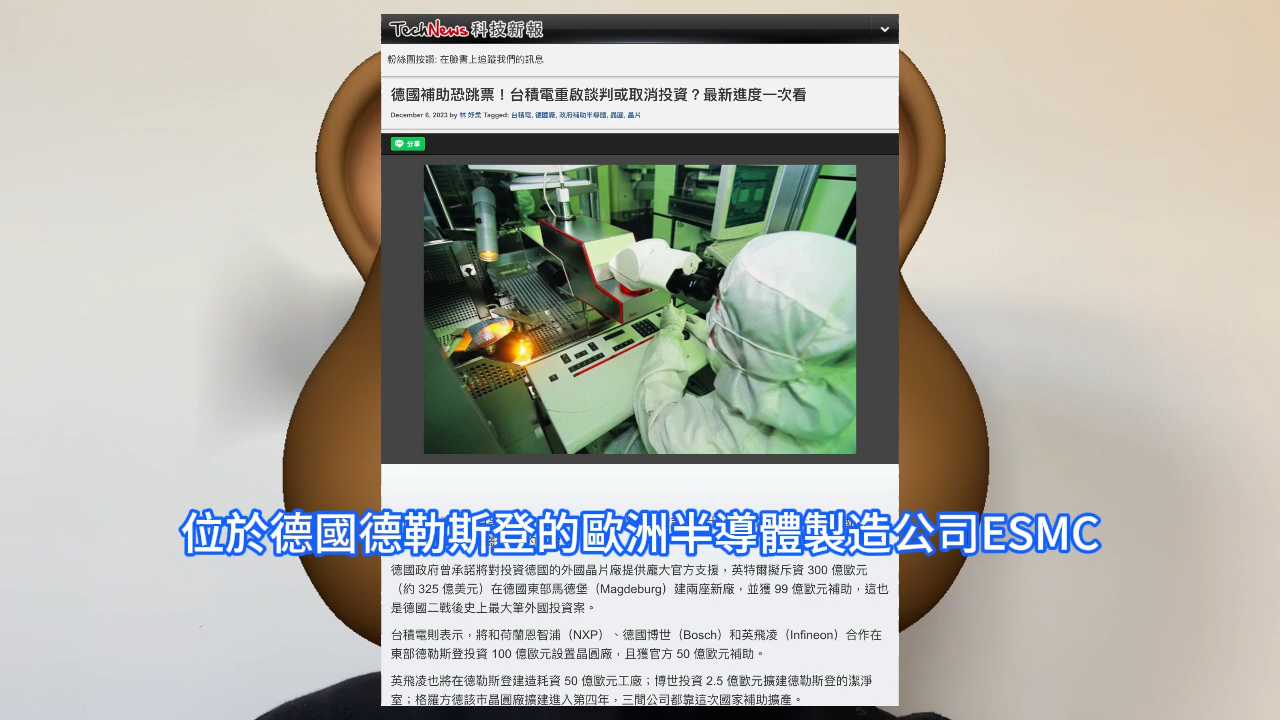 TechNews 科技新報
粉絲團按讚: 在臉書上追蹤我們的訊息
德國補助恐跳票！台積電重啟談判或取消投資？最新進度一次看
December 6, 2023 by 林 妤柔 Tagged: 台積電, 德國廠, 政府補助半導體, 晶圓, 晶片
分享
位於德國德勒斯登的歐洲半導體製造公司ESMC
德國政府曾承諾將對投資德國的外國晶片廠提供龐大官方支援，英特爾擬斥資 300 億歐元
（約 325 億美元）在德國東部馬德堡（Magdeburg）建兩座新廠，並獲 99 億歐元補助，這也
是德國二戰後史上最大筆外國投資案。
台積電則表示，將和荷蘭恩智浦（NXP）、德國博世（Bosch）和英飛凌（Infineon）合作在
東部德勒斯登投資 100 億歐元設置晶圓廠，且獲官方 50 億歐元補助。
英飛凌也將在德勒斯登建造耗資 50 億歐元工廠；博世投資 2.5 億歐元擴建德勒斯登的潔淨
室；格羅方德該市晶圓廠擴建進入第四年，三間公司都靠這次國家補助擴產。